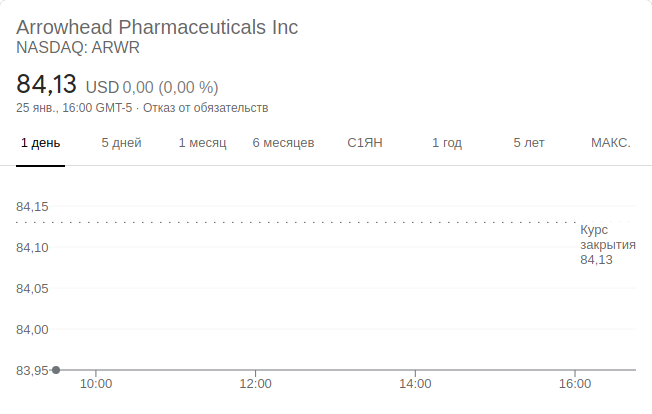 Arrowhead Pharmaceuticals Inc
NASDAQ: ARWR
84,13 USD 0,00 (0,00 %)
25 янв., 16:00 GMT-5 · Отказ от обязательств
1 день 5 дней 1 месяц 6 месяцев С1ЯН 1 год 5 лет МАКС.
84,15
Курс
закрытия
84,13
84,10
84,05
84,00
83,95
10:00 12:00 14:00 16:00